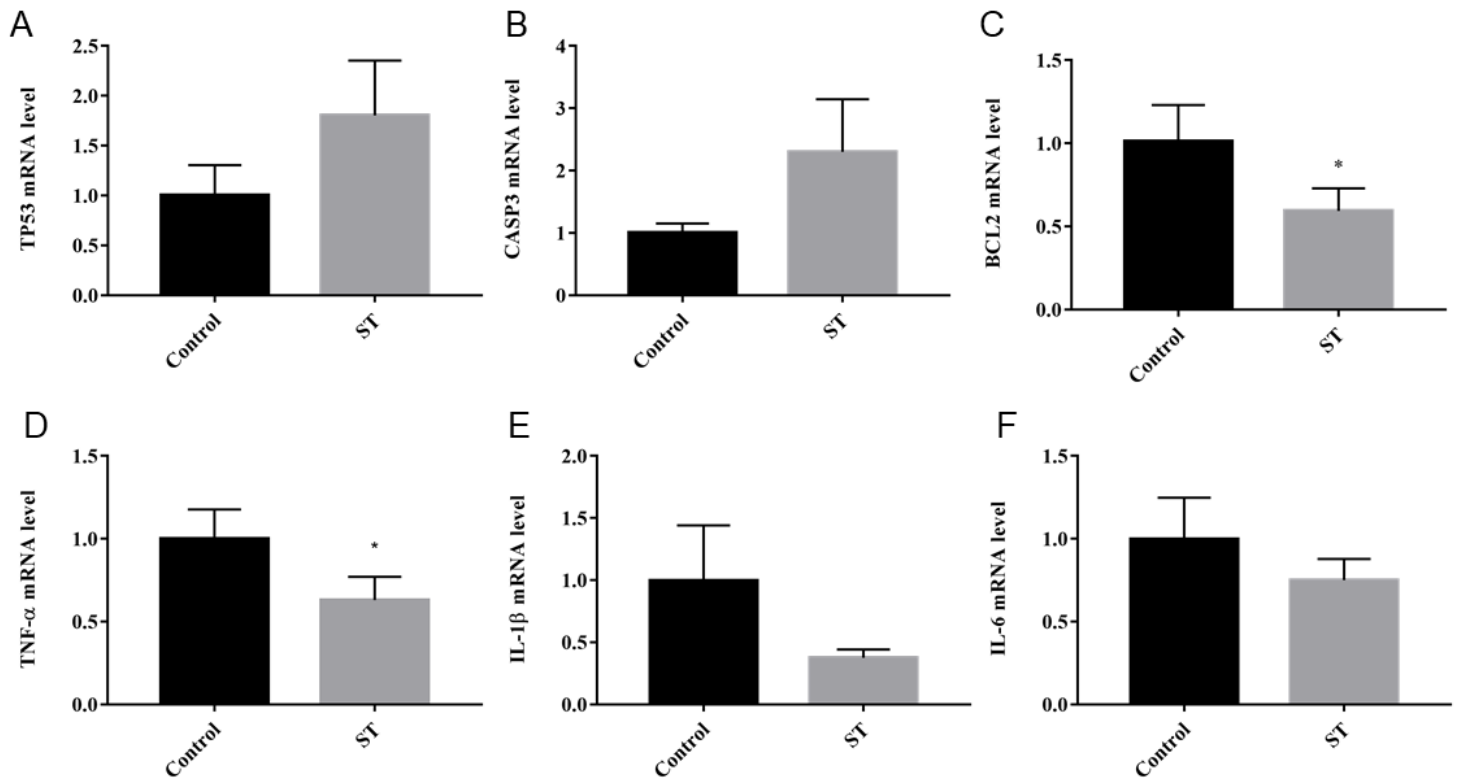 A
TP53 mRNA level
2.5
2.0
1.5
1.0
0.5
0.0
Control
ST
B
CASP3 mRNA level
4
3
2
1
0
Control
ST
C
BCL2 mRNA level
1.5
1.0
0.5
0.0
*
Control
ST
D
TNF-α mRNA level
1.5
1.0
0.5
0.0
*
Control
ST
E
IL-1β mRNA level
2.0
1.5
1.0
0.5
0.0
Control
ST
F
IL-6 mRNA level
1.5
1.0
0.5
0.0
Control
ST